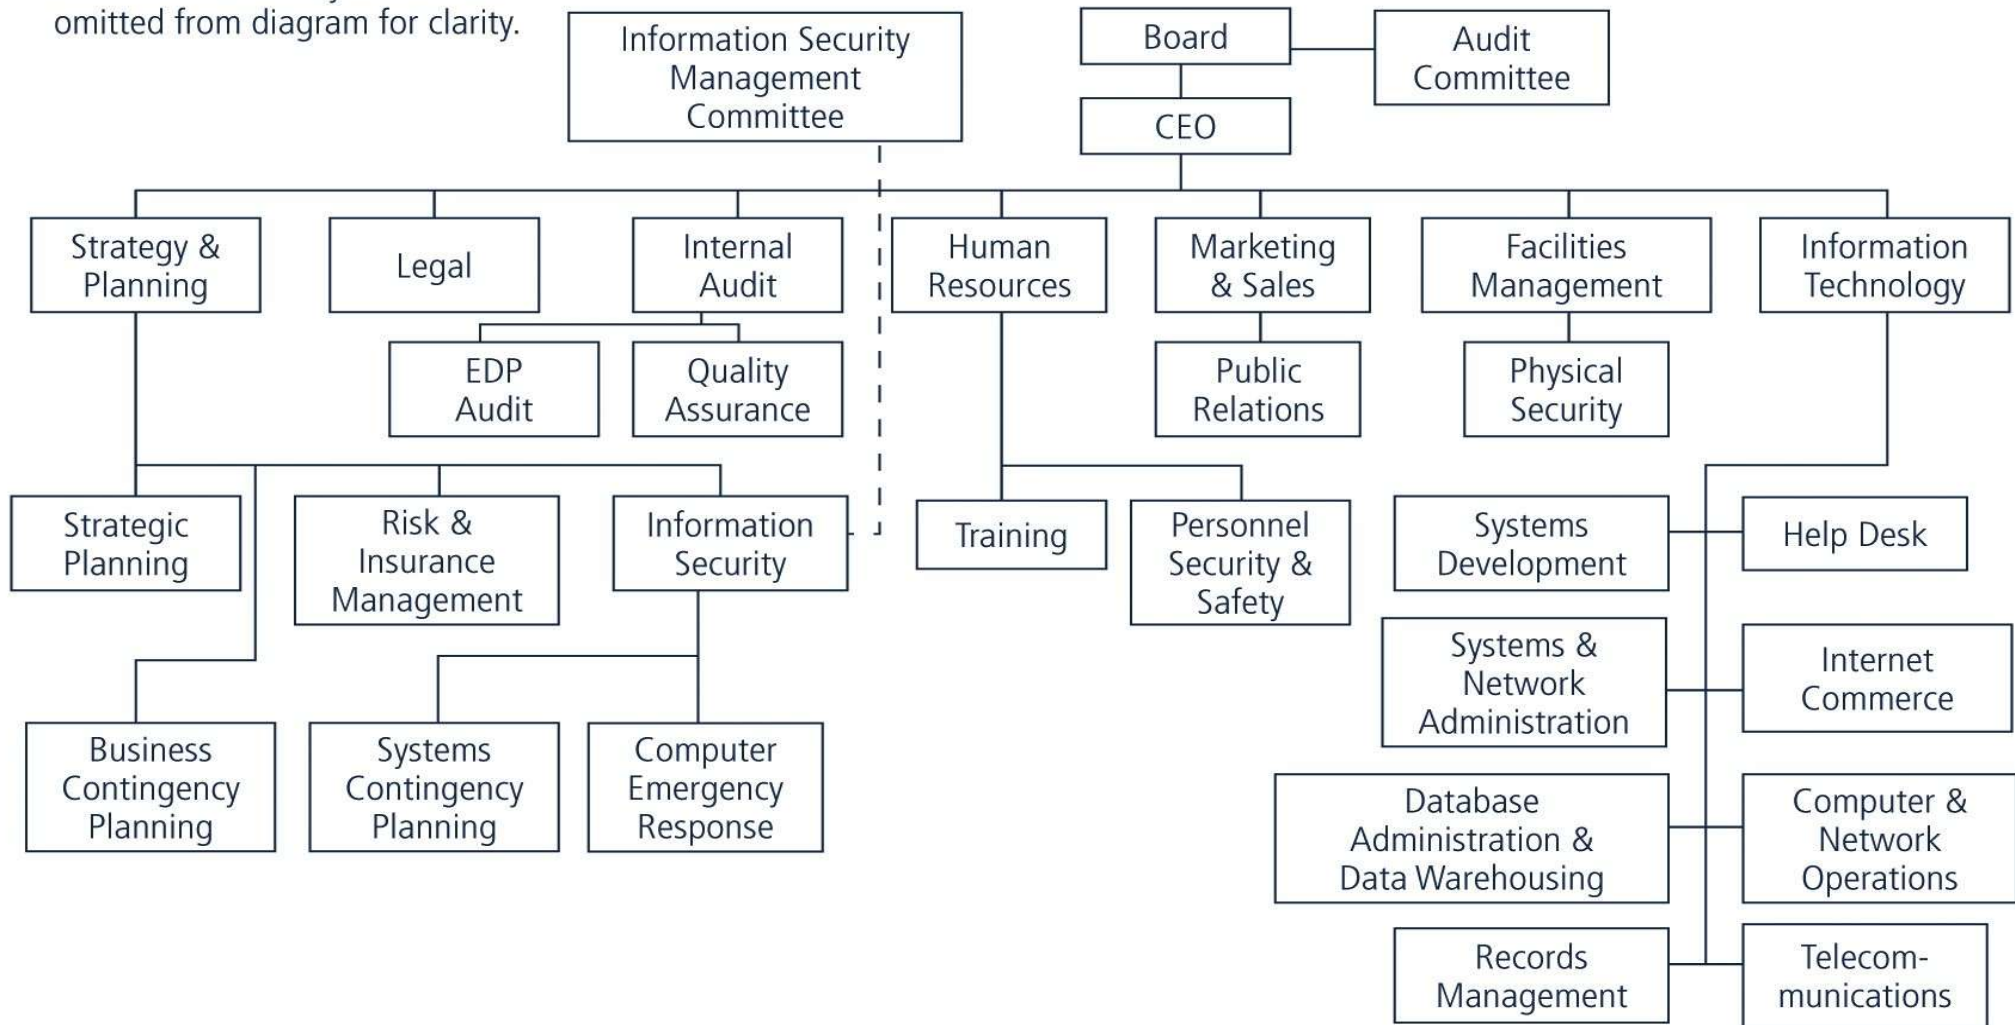 omitted from diagram for clarity.
Information Security
Management
Committee
Board
Audit
Committee
CEO
Strategy &
Planning
Legal
Internal
Audit
Human
Resources
Marketing
& Sales
Facilities
Management
Information
Technology
EDP
Audit
Quality
Assurance
Public
Relations
Physical
Security
Strategic
Planning
Risk &
Insurance
Management
Information
Security
Training
Personnel
Security &
Safety
Systems
Development
Help Desk
Systems &
Network
Administration
Internet
Commerce
Business
Contingency
Planning
Systems
Contingency
Planning
Computer
Emergency
Response
Database
Administration &
Data Warehousing
Computer &
Network
Operations
Records
Management
Telecom-
munications